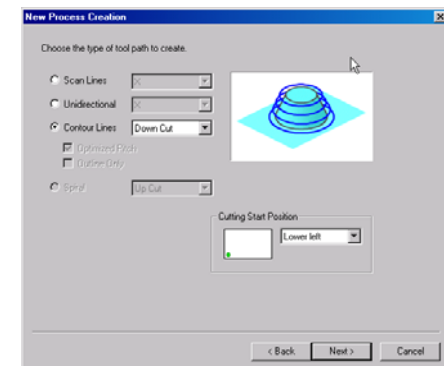 New Process Creation
Choose the type of tool path to create.
Scan Lines X
Unidirectional X
Contour Lines Down Cut
Optimized Pitch
Outline Only
Spiral Up Cut
Cutting Start Position
Lower left
< Back Next > Cancel